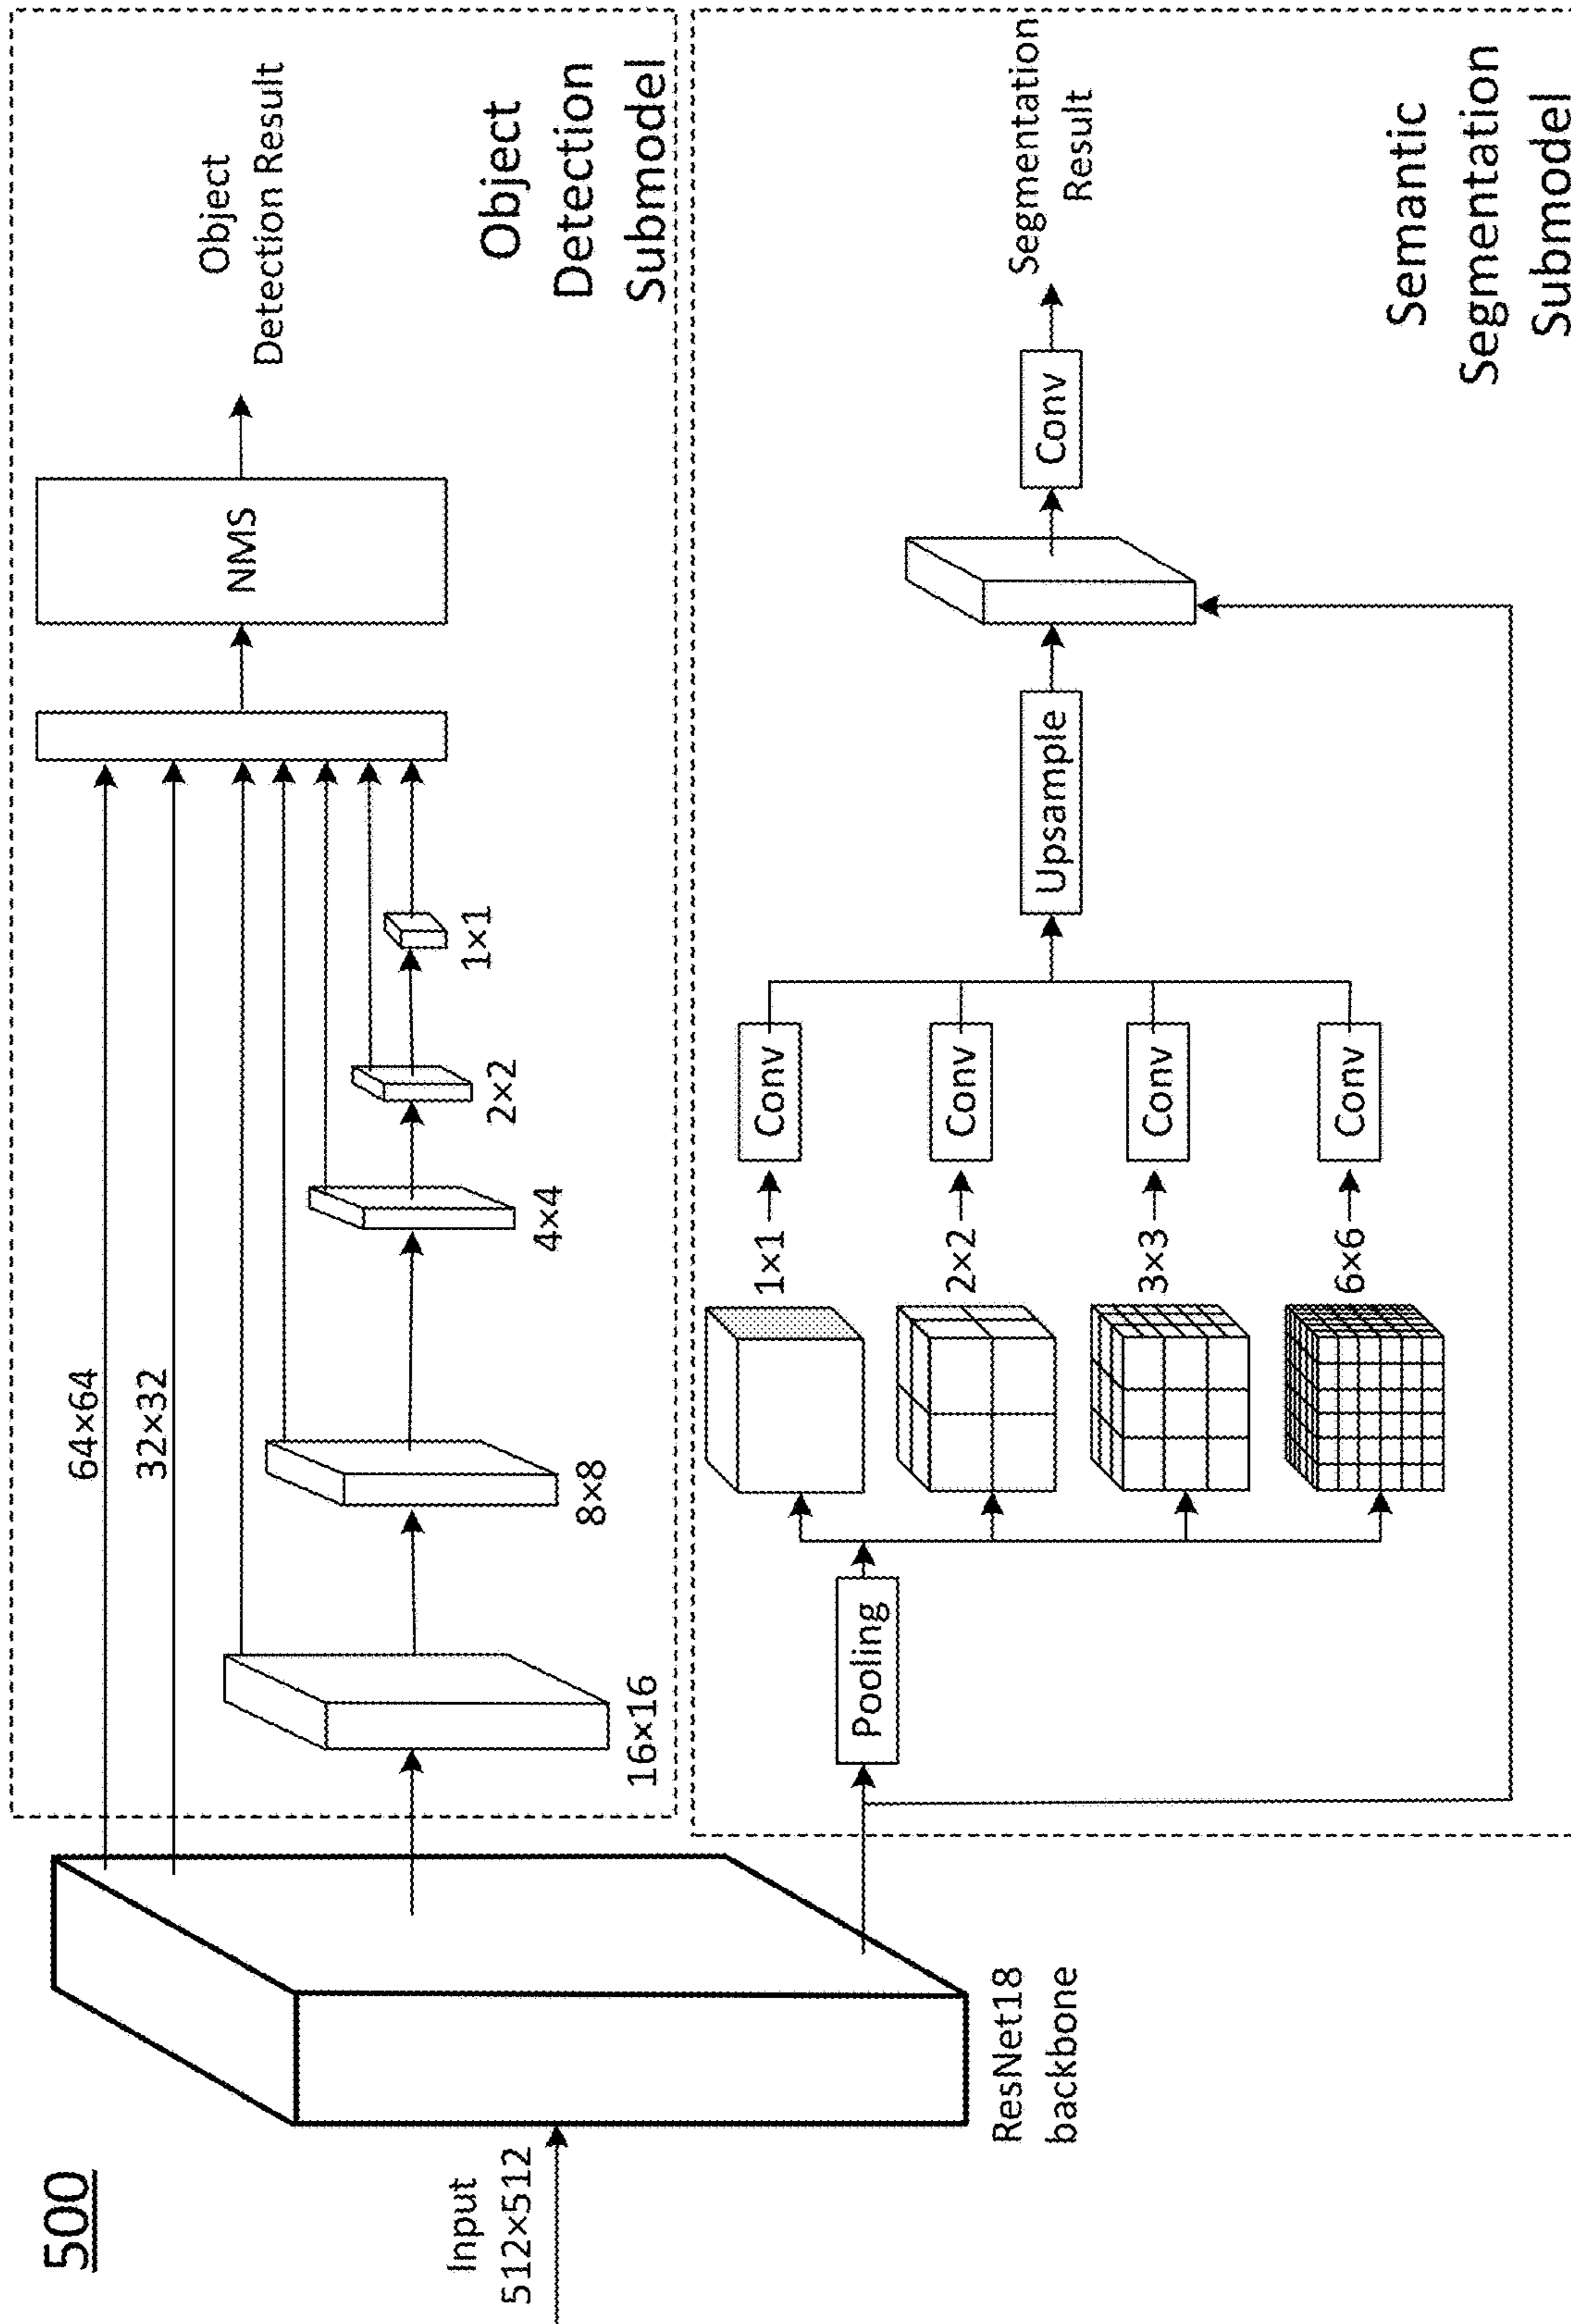 500
Input
512×512
ResNet18
backbone
64×64
32×32
16×16
8×8
4×4
2×2
1×1
NMS
Object
Detection Result
Object
Detection
Submodel
Pooling
1×1
2×2
3×3
6×6
Conv
Conv
Conv
Conv
Upsample
Conv
Segmentation
Result
Semantic
Segmentation
Submodel